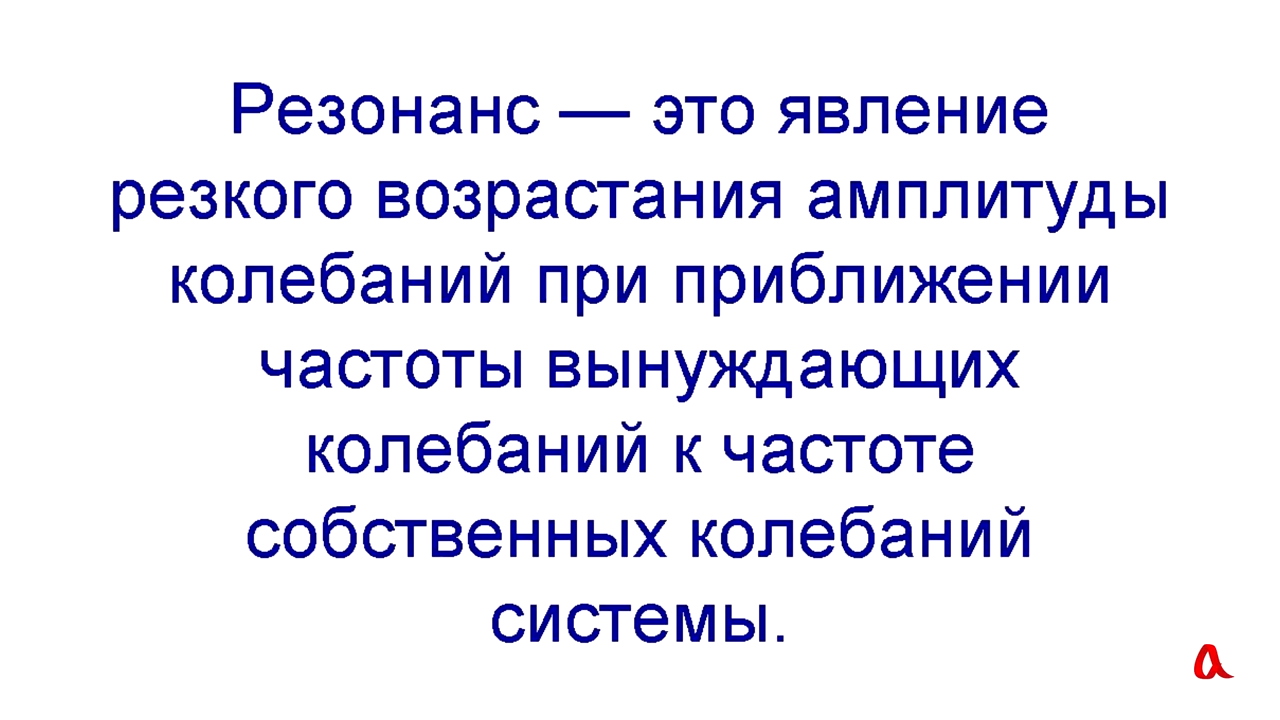 Резонанс — это явление
резкого возрастания амплитуды
колебаний при приближении
частоты вынуждающих
колебаний к частоте
собственных колебаний
системы.
a